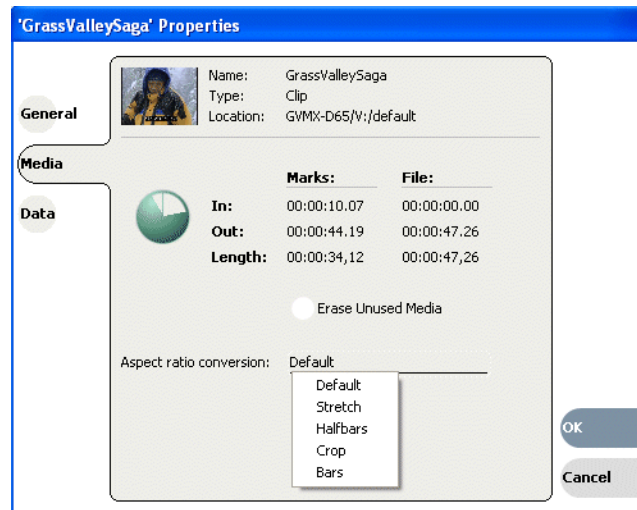 'GrassValleySaga' Properties
General
Media
Data
Name: GrassValleySaga
Type: Clip
Location: GVMX-D65/V:/default
Marks: File:
In: 00:00:10.07 00:00:00.00
Out: 00:00:44.19 00:00:47.26
Length: 00:00:34,12 00:00:47,26
Erase Unused Media
Aspect ratio conversion: Default
Default
Stretch
Halfbars
Crop
Bars
OK
Cancel